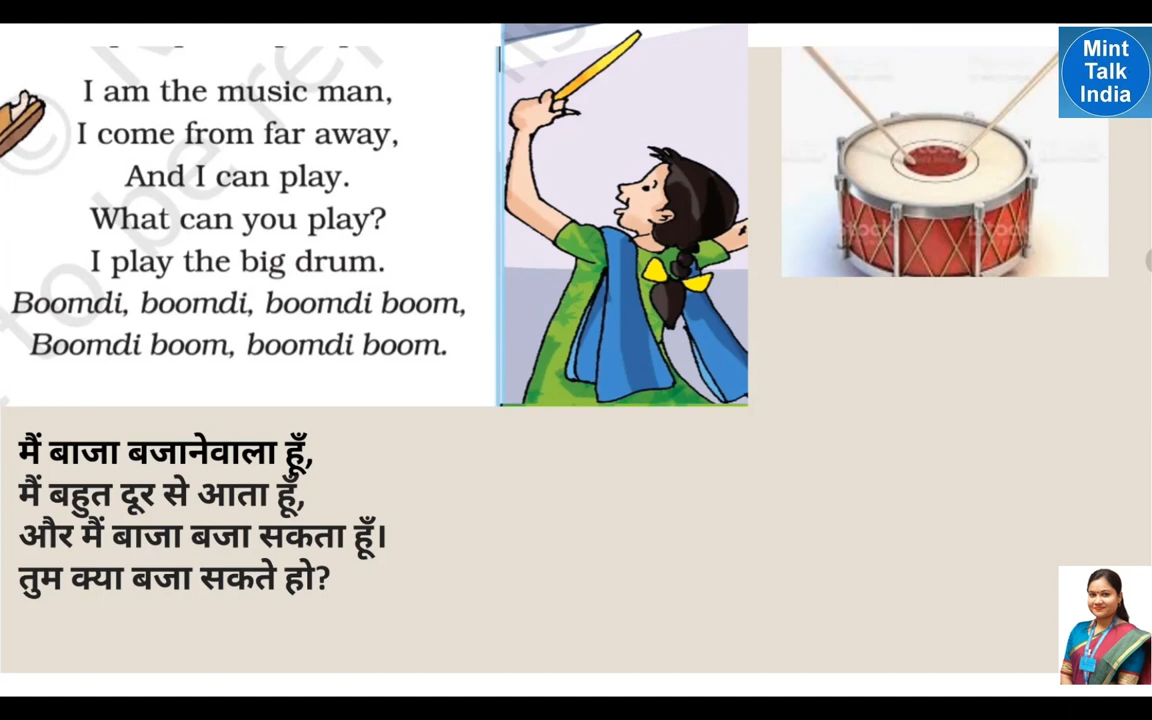 I am the music man,
I come from far away,
And I can play.
What can you play?
I play the big drum.
Boomdi, boomdi, boomdi boom,
Boomdi boom, boomdi boom.
Mint
Talk
India
मैं बाजा बजानेवाला हूँ,
मैं बहुत दूर से आता हूँ,
और मैं बाजा बजा सकता हूँ।
तुम क्या बजा सकते हो?